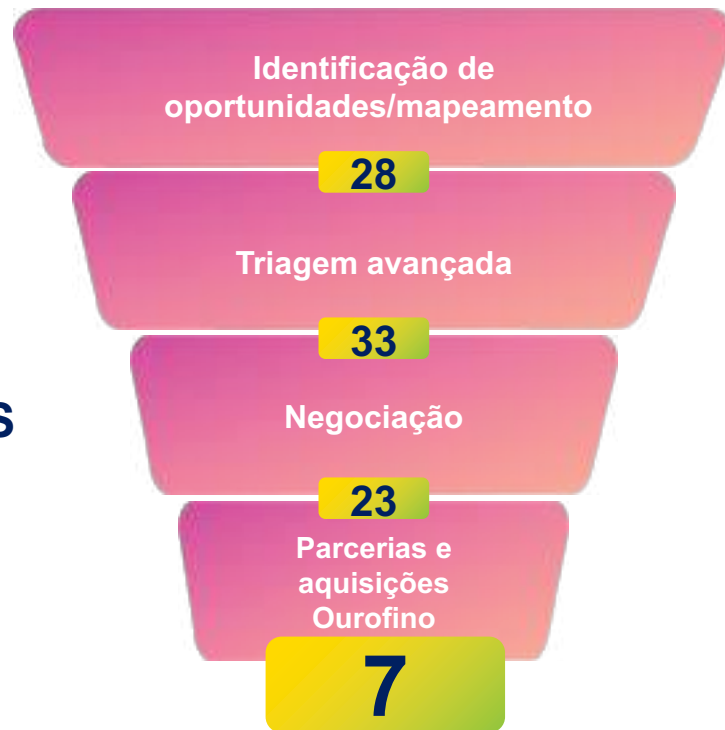 Identificação de
oportunidades/mapeamento
28
Triagem avançada
33
s
Negociação
23
Parcerias e
aquisições
Ourofino
7